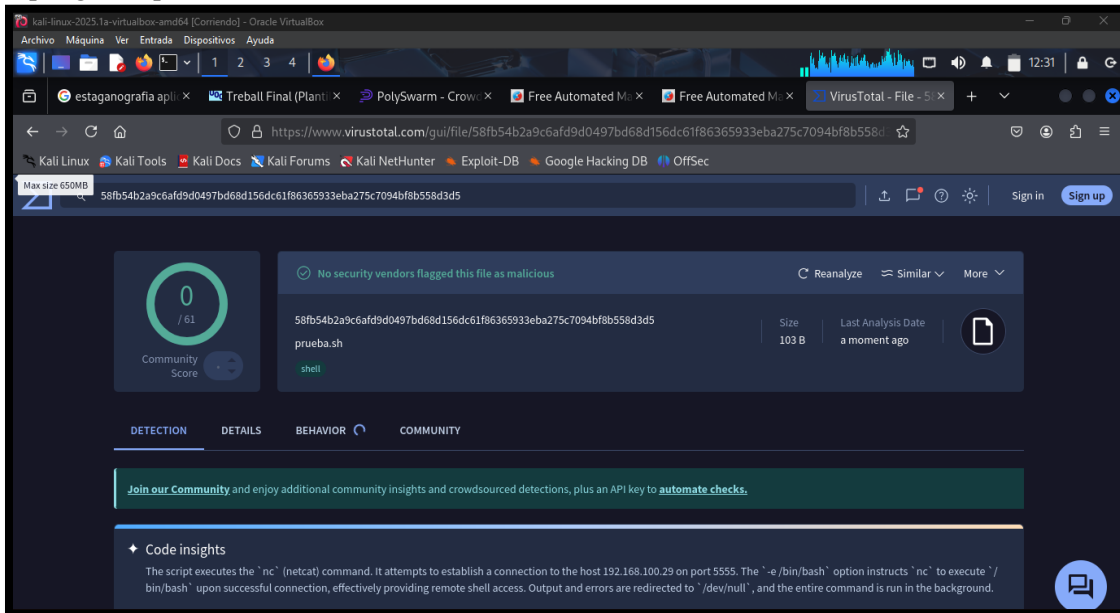 kali-linux-2025.1a-virtualbox-amd64 [Corriendo] - Oracle VirtualBox
Archivo Máquina Ver Entrada Dispositivos Ayuda
1 2 3 4 12:31
estaganografia aplic Treball Final (Planti PolySwarm - Crowd Free Automated Ma Free Automated Ma VirusTotal - File - 58
https://www.virustotal.com/gui/file/58fb54b2a9c6afd9d0497bd68d156dc61f86365933eba275c7094bf8b558d
Kali Linux Kali Tools Kali Docs Kali Forums Kali NetHunter Exploit-DB Google Hacking DB OffSec
Max size 650MB
58fb54b2a9c6afd9d0497bd68d156dc61f86365933eba275c7094bf8b558d3d5 Sign in Sign up
0
/ 61
Community
Score
No security vendors flagged this file as malicious Reanalyze Similar More
58fb54b2a9c6afd9d0497bd68d156dc61f86365933eba275c7094bf8b558d3d5
prueba.sh
shell
Size
103 B
Last Analysis Date
a moment ago
DETECTION DETAILS BEHAVIOR COMMUNITY
Join our Community and enjoy additional community insights and crowdsourced detections, plus an API key to automate checks.
Code insights
The script executes the `nc` (netcat) command. It attempts to establish a connection to the host 192.168.100.29 on port 5555. The `-e /bin/bash` option instructs `nc` to execute `/
bin/bash` upon successful connection, effectively providing remote shell access. Output and errors are redirected to `/dev/null`, and the entire command is run in the background.